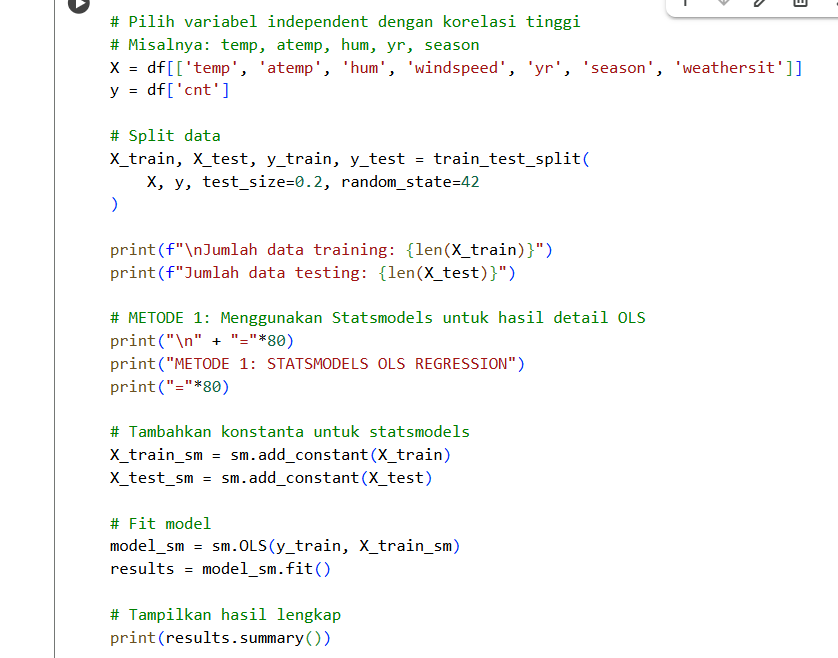 # Pilih variabel independent dengan korelasi tinggi
# Misalnya: temp, atemp, hum, yr, season
X = df[['temp', 'atemp', 'hum', 'windspeed', 'yr', 'season', 'weathersit']]
y = df['cnt']
# Split data
X_train, X_test, y_train, y_test = train_test_split(
    X, y, test_size=0.2, random_state=42
)
print(f"\nJumlah data training: {len(X_train)}")
print(f"Jumlah data testing: {len(X_test)}")
# METODE 1: Menggunakan Statsmodels untuk hasil detail OLS
print("\n" + "="*80)
print("METODE 1: STATSMODELS OLS REGRESSION")
print("="*80)
# Tambahkan konstanta untuk statsmodels
X_train_sm = sm.add_constant(X_train)
X_test_sm = sm.add_constant(X_test)
# Fit model
model_sm = sm.OLS(y_train, X_train_sm)
results = model_sm.fit()
# Tampilkan hasil lengkap
print(results.summary())